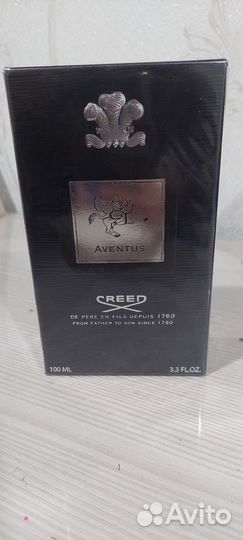 AVENTUS
CREED
DE PÈRE EN FILS DEPUIS 1760
FROM FATHER TO SON SINCE 1760
100 ML 3.3 FL.OZ.
Avito